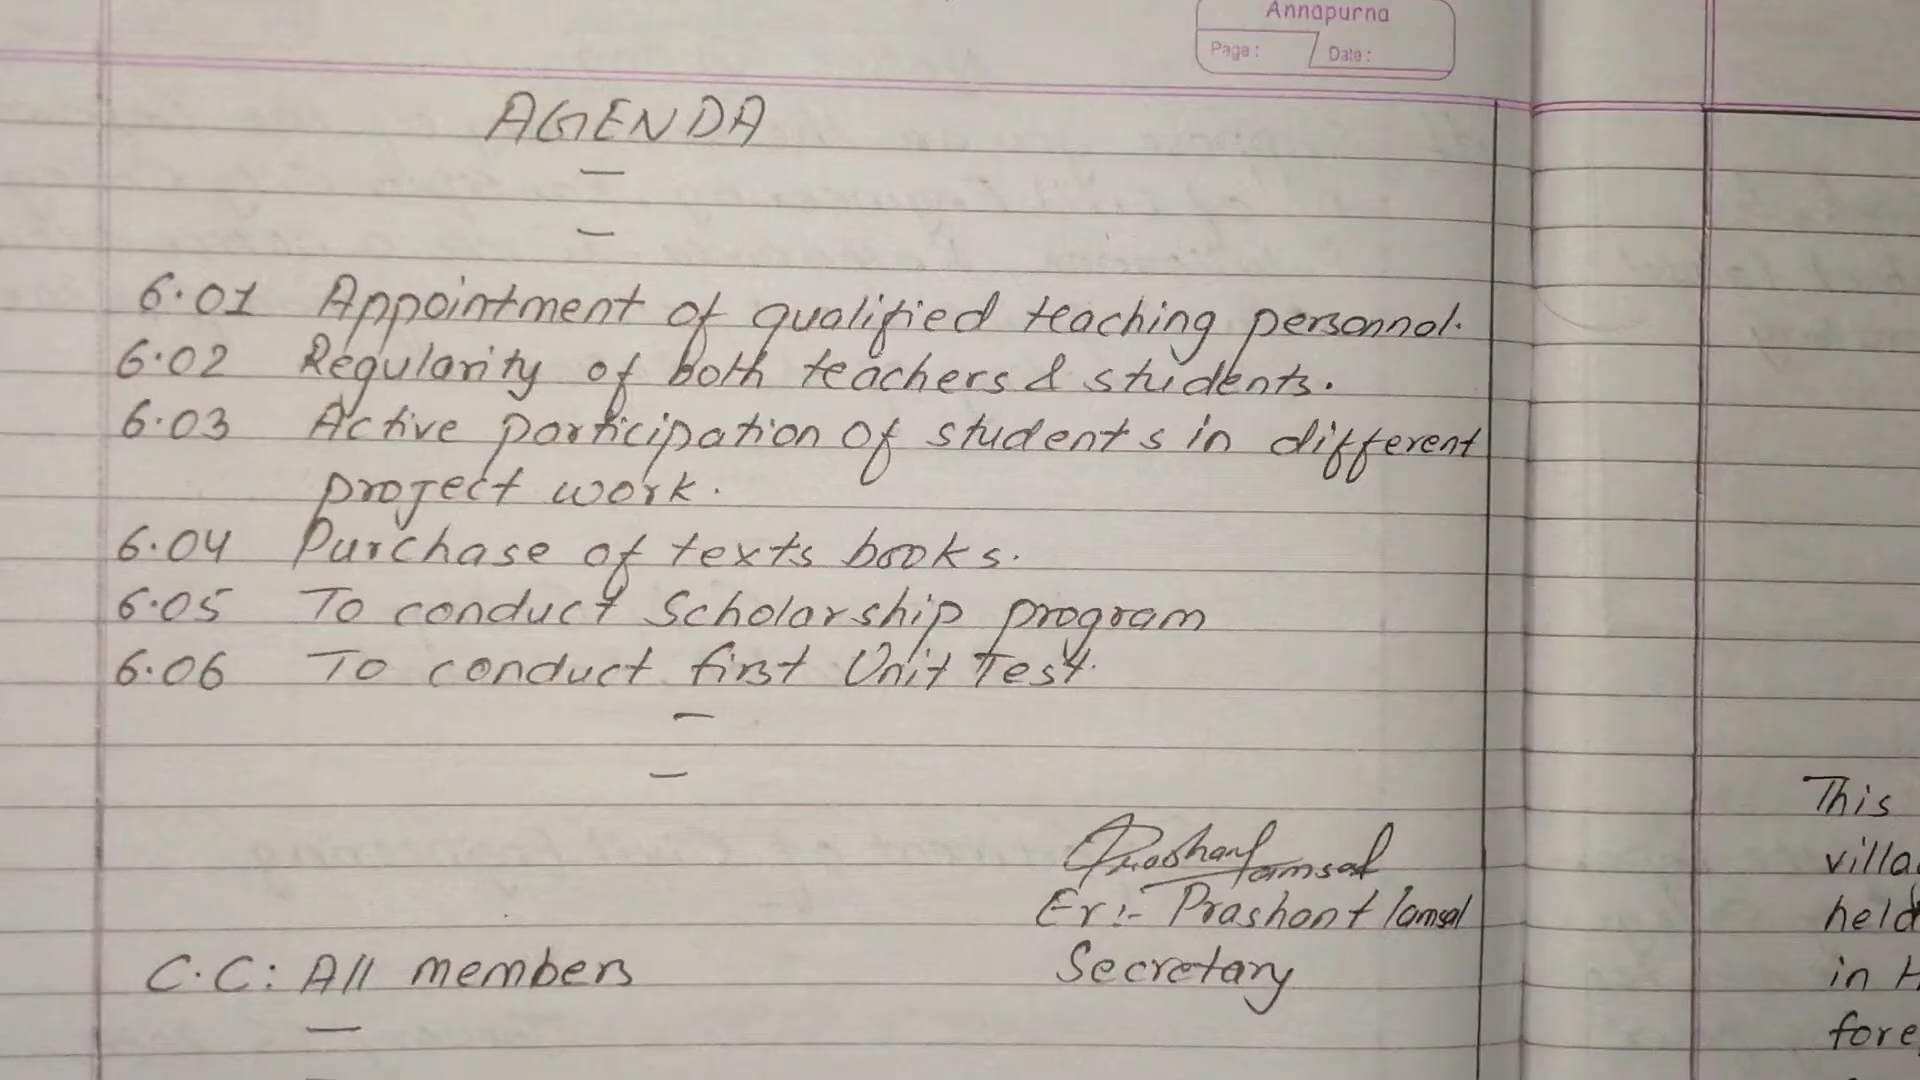 Annapurna
Page: Date:
AGENDA
6.01 Appointment of qualified teaching personnal.
6.02 Regularity of both teachers & students.
6.03 Active participation of students in different
project work.
6.04 Purchase of texts books.
6.05 To conduct Scholarship program
6.06 To conduct first Unit Test.
Prashant Lamsal
Er:- Prashant Lamsal
C.C: All members Secretary
This
villa
held
in H
fore